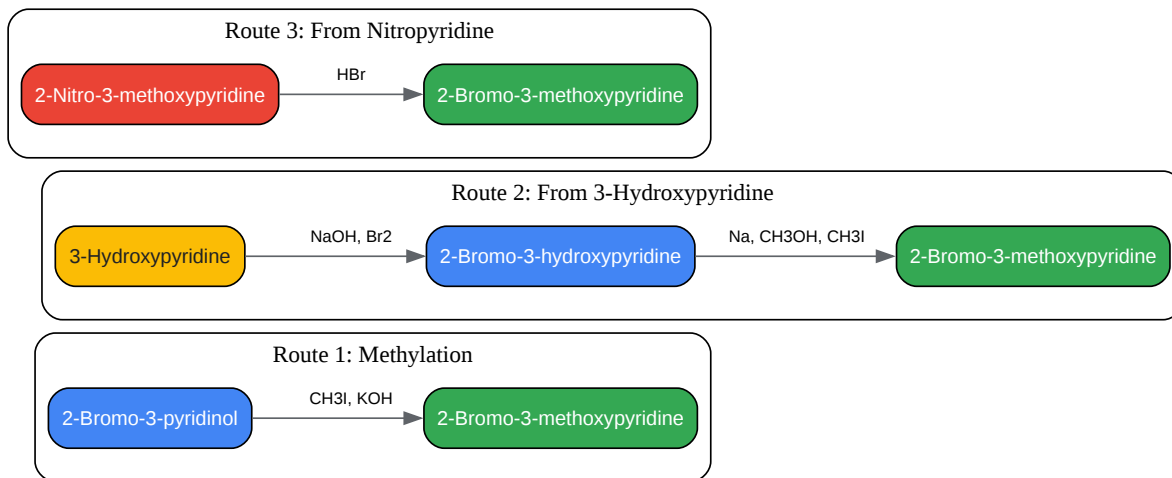 Route 3: From Nitropyridine
HBr
2-Nitro-3-methoxypyridine
2-Bromo-3-methoxypyridine
Route 2: From 3-Hydroxypyridine
NaOH, Br2
Na, CH3OH, CH3I
3-Hydroxypyridine
2-Bromo-3-hydroxypyridine
2-Bromo-3-methoxypyridine
Route 1: Methylation
CH3I, KOH
2-Bromo-3-pyridinol
2-Bromo-3-methoxypyridine